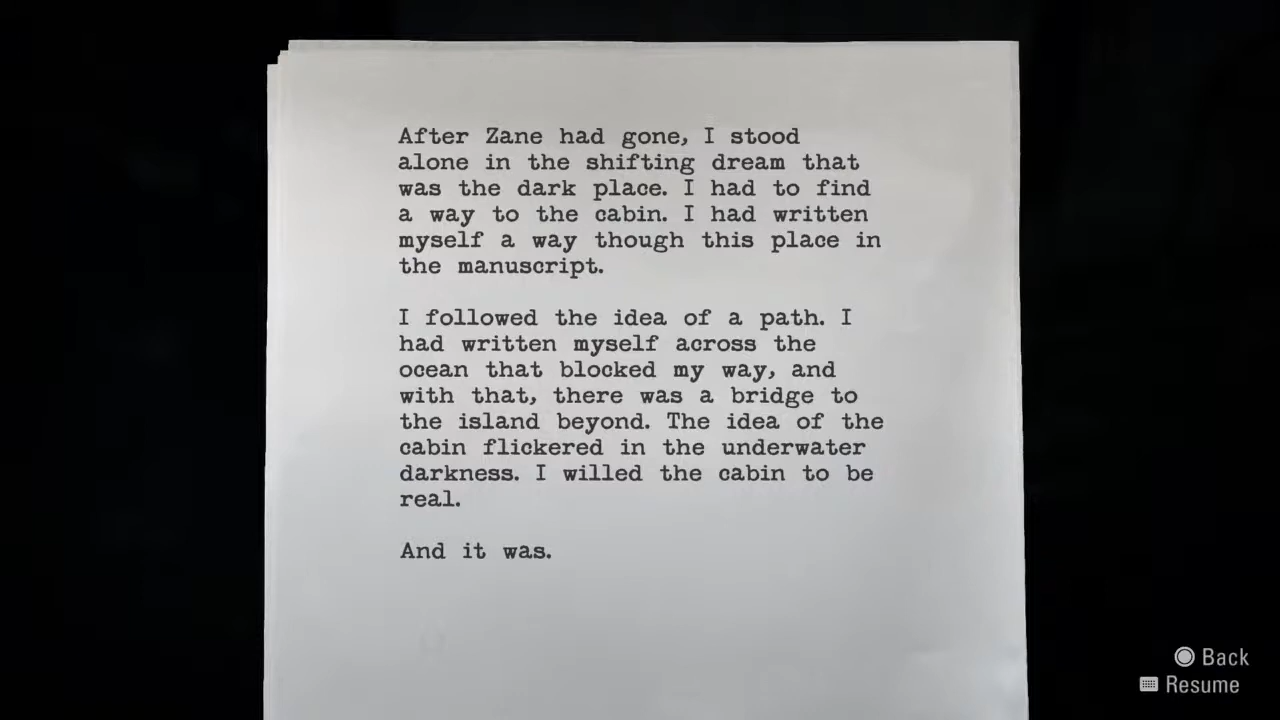 After Zane had gone, I stood
alone in the shifting dream that
was the dark place. I had to find
a way to the cabin. I had written
myself a way though this place in
the manuscript.
I followed the idea of a path. I
had written myself across the
ocean that blocked my way, and
with that, there was a bridge to
the island beyond. The idea of the
cabin flickered in the underwater
darkness. I willed the cabin to be
real.
And it was.
Back
Resume